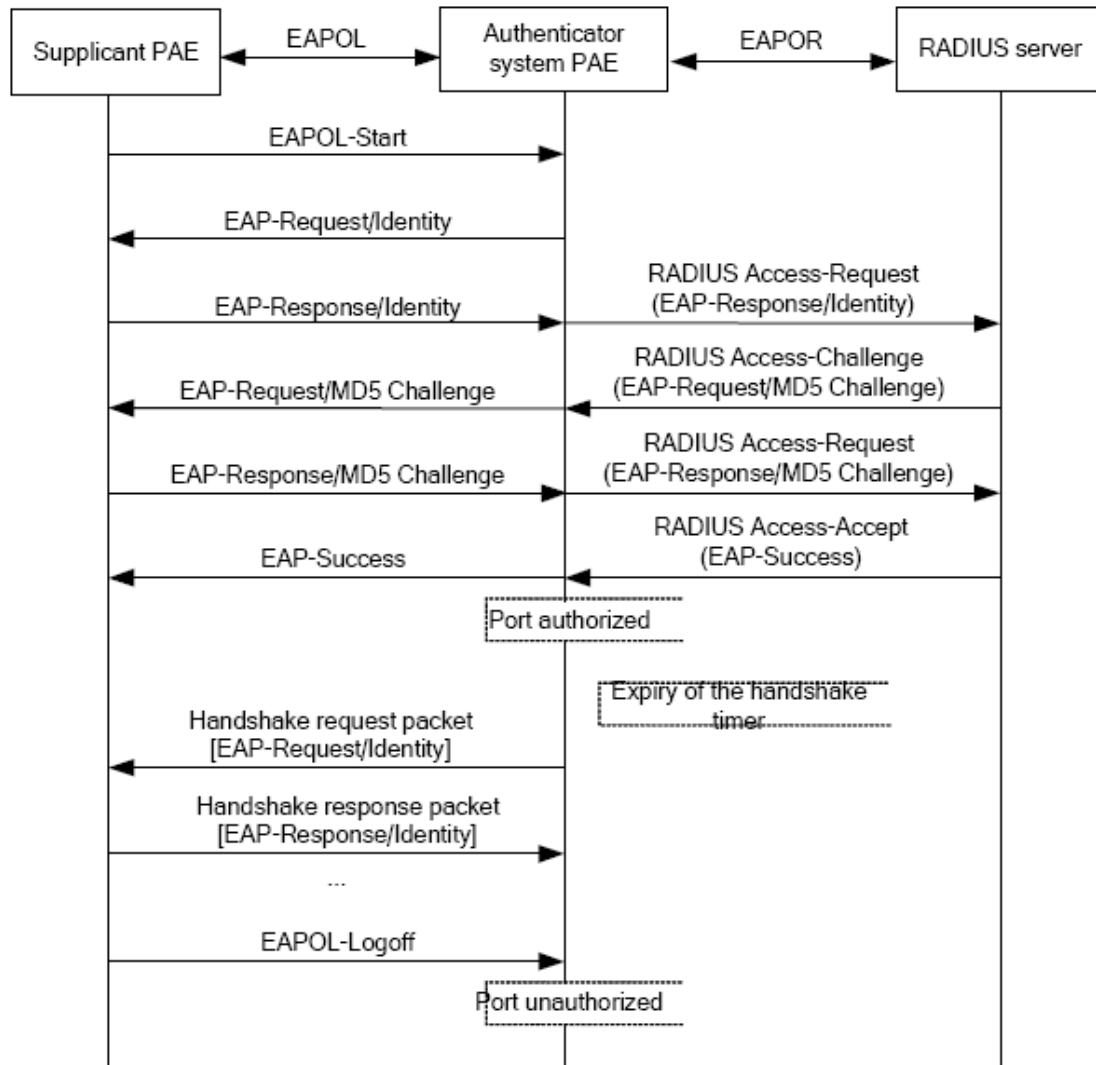 Supplicant PAE
EAPOL
Authenticator
system PAE
EAPOR
RADIUS server
EAPOL-Start
EAP-Request/Identity
RADIUS Access-Request
(EAP-Response/Identity)
EAP-Response/Identity
RADIUS Access-Challenge
(EAP-Request/MD5 Challenge)
EAP-Request/MD5 Challenge
RADIUS Access-Request
(EAP-Response/MD5 Challenge)
EAP-Response/MD5 Challenge
RADIUS Access-Accept
(EAP-Success)
EAP-Success
Port authorized
Expiry of the handshake
timer
Handshake request packet
[EAP-Request/Identity]
Handshake response packet
[EAP-Response/Identity]
...
EAPOL-Logoff
Port unauthorized